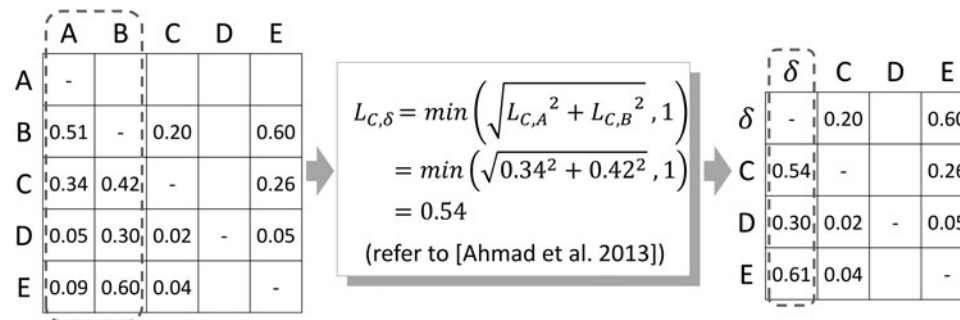 A B C D E
A -
B 0.51 - 0.20 0.60
C 0.34 0.42 - 0.26
D 0.05 0.30 0.02 - 0.05
E 0.09 0.60 0.04 -
L_{C,δ} = min(√(L_{C,A}² + L_{C,B}²), 1)
= min(√(0.34² + 0.42²), 1)
= 0.54
(refer to [Ahmad et al. 2013])
δ C D E
δ - 0.20 0.60
C 0.54 - 0.26
D 0.30 0.02 - 0.05
E 0.61 0.04 -